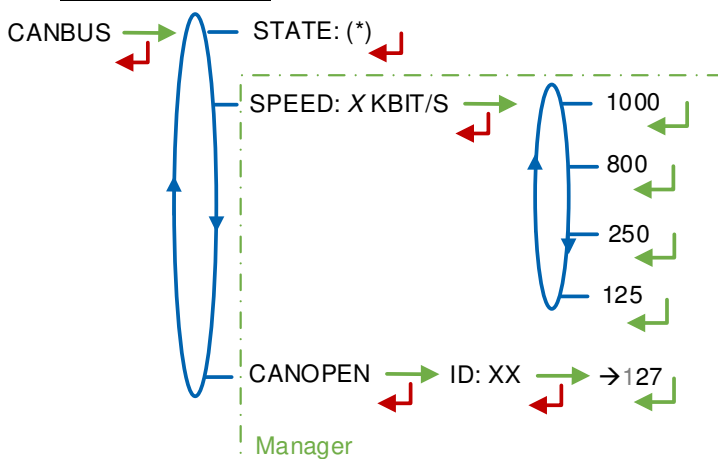 CANBUS
STATE: (*)
SPEED: X KBIT/S
1000
800
250
125
CANOPEN
ID: XX
→127
Manager